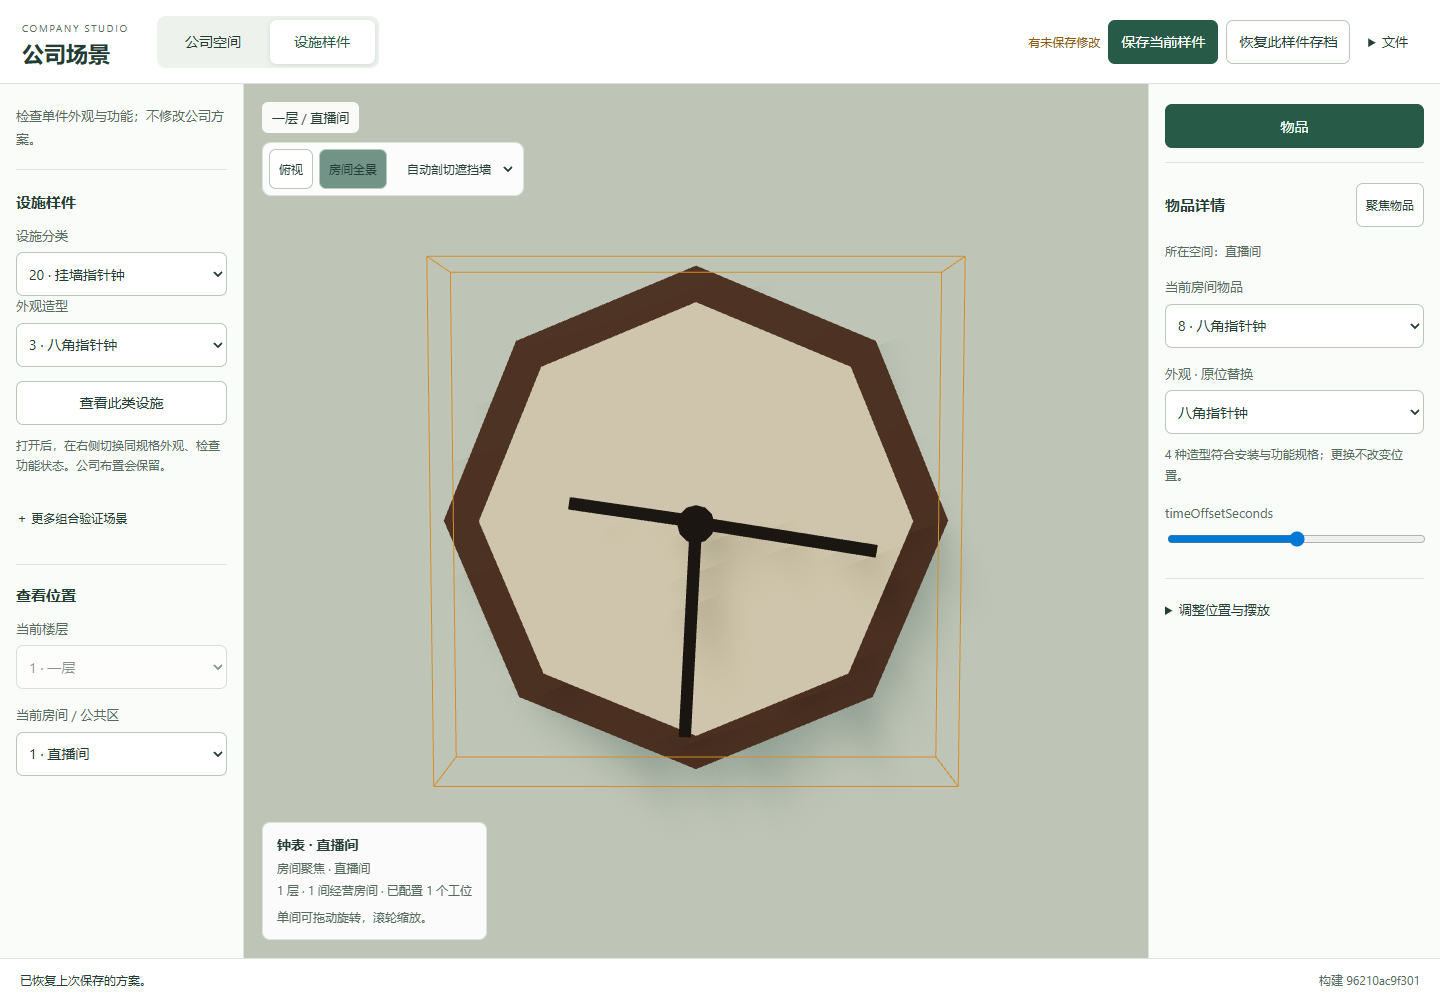 COMPANY STUDIO
公司场景
公司空间
设施样件
有未保存修改
保存当前样件
恢复此样件存档
▶ 文件
检查单件外观与功能；不修改公司方案。
设施样件
设施分类
20 · 挂墙指针钟
外观造型
3 · 八角指针钟
查看此类设施
打开后，在右侧切换同规格外观、检查功能状态。公司布置会保留。
+ 更多组合验证场景
查看位置
当前楼层
1 · 一层
当前房间 / 公共区
1 · 直播间
一层 / 直播间
俯视
房间全景
自动剖切遮挡墙
钟表 · 直播间
房间聚焦 · 直播间
1 层 · 1 间经营房间 · 已配置 1 个工位
单间可拖动旋转，滚轮缩放。
物品
物品详情
聚焦物品
所在空间：直播间
当前房间物品
8 · 八角指针钟
外观 · 原位替换
八角指针钟
4 种造型符合安装与功能规格；更换不改变位置。
timeOffsetSeconds
▶ 调整位置与摆放
已恢复上次保存的方案。
构建 96210ac9f301